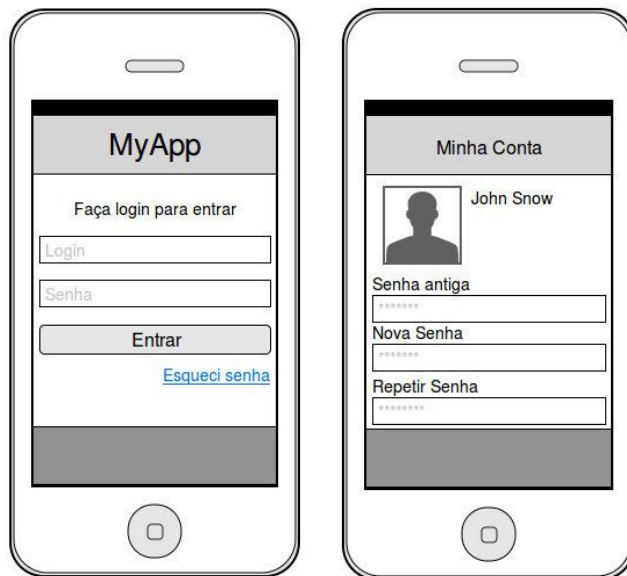 MyApp
Faça login para entrar
Login
Senha
Entrar
Esqueci senha
Minha Conta
John Snow
Senha antiga
*******
Nova Senha
*******
Repetir Senha
********